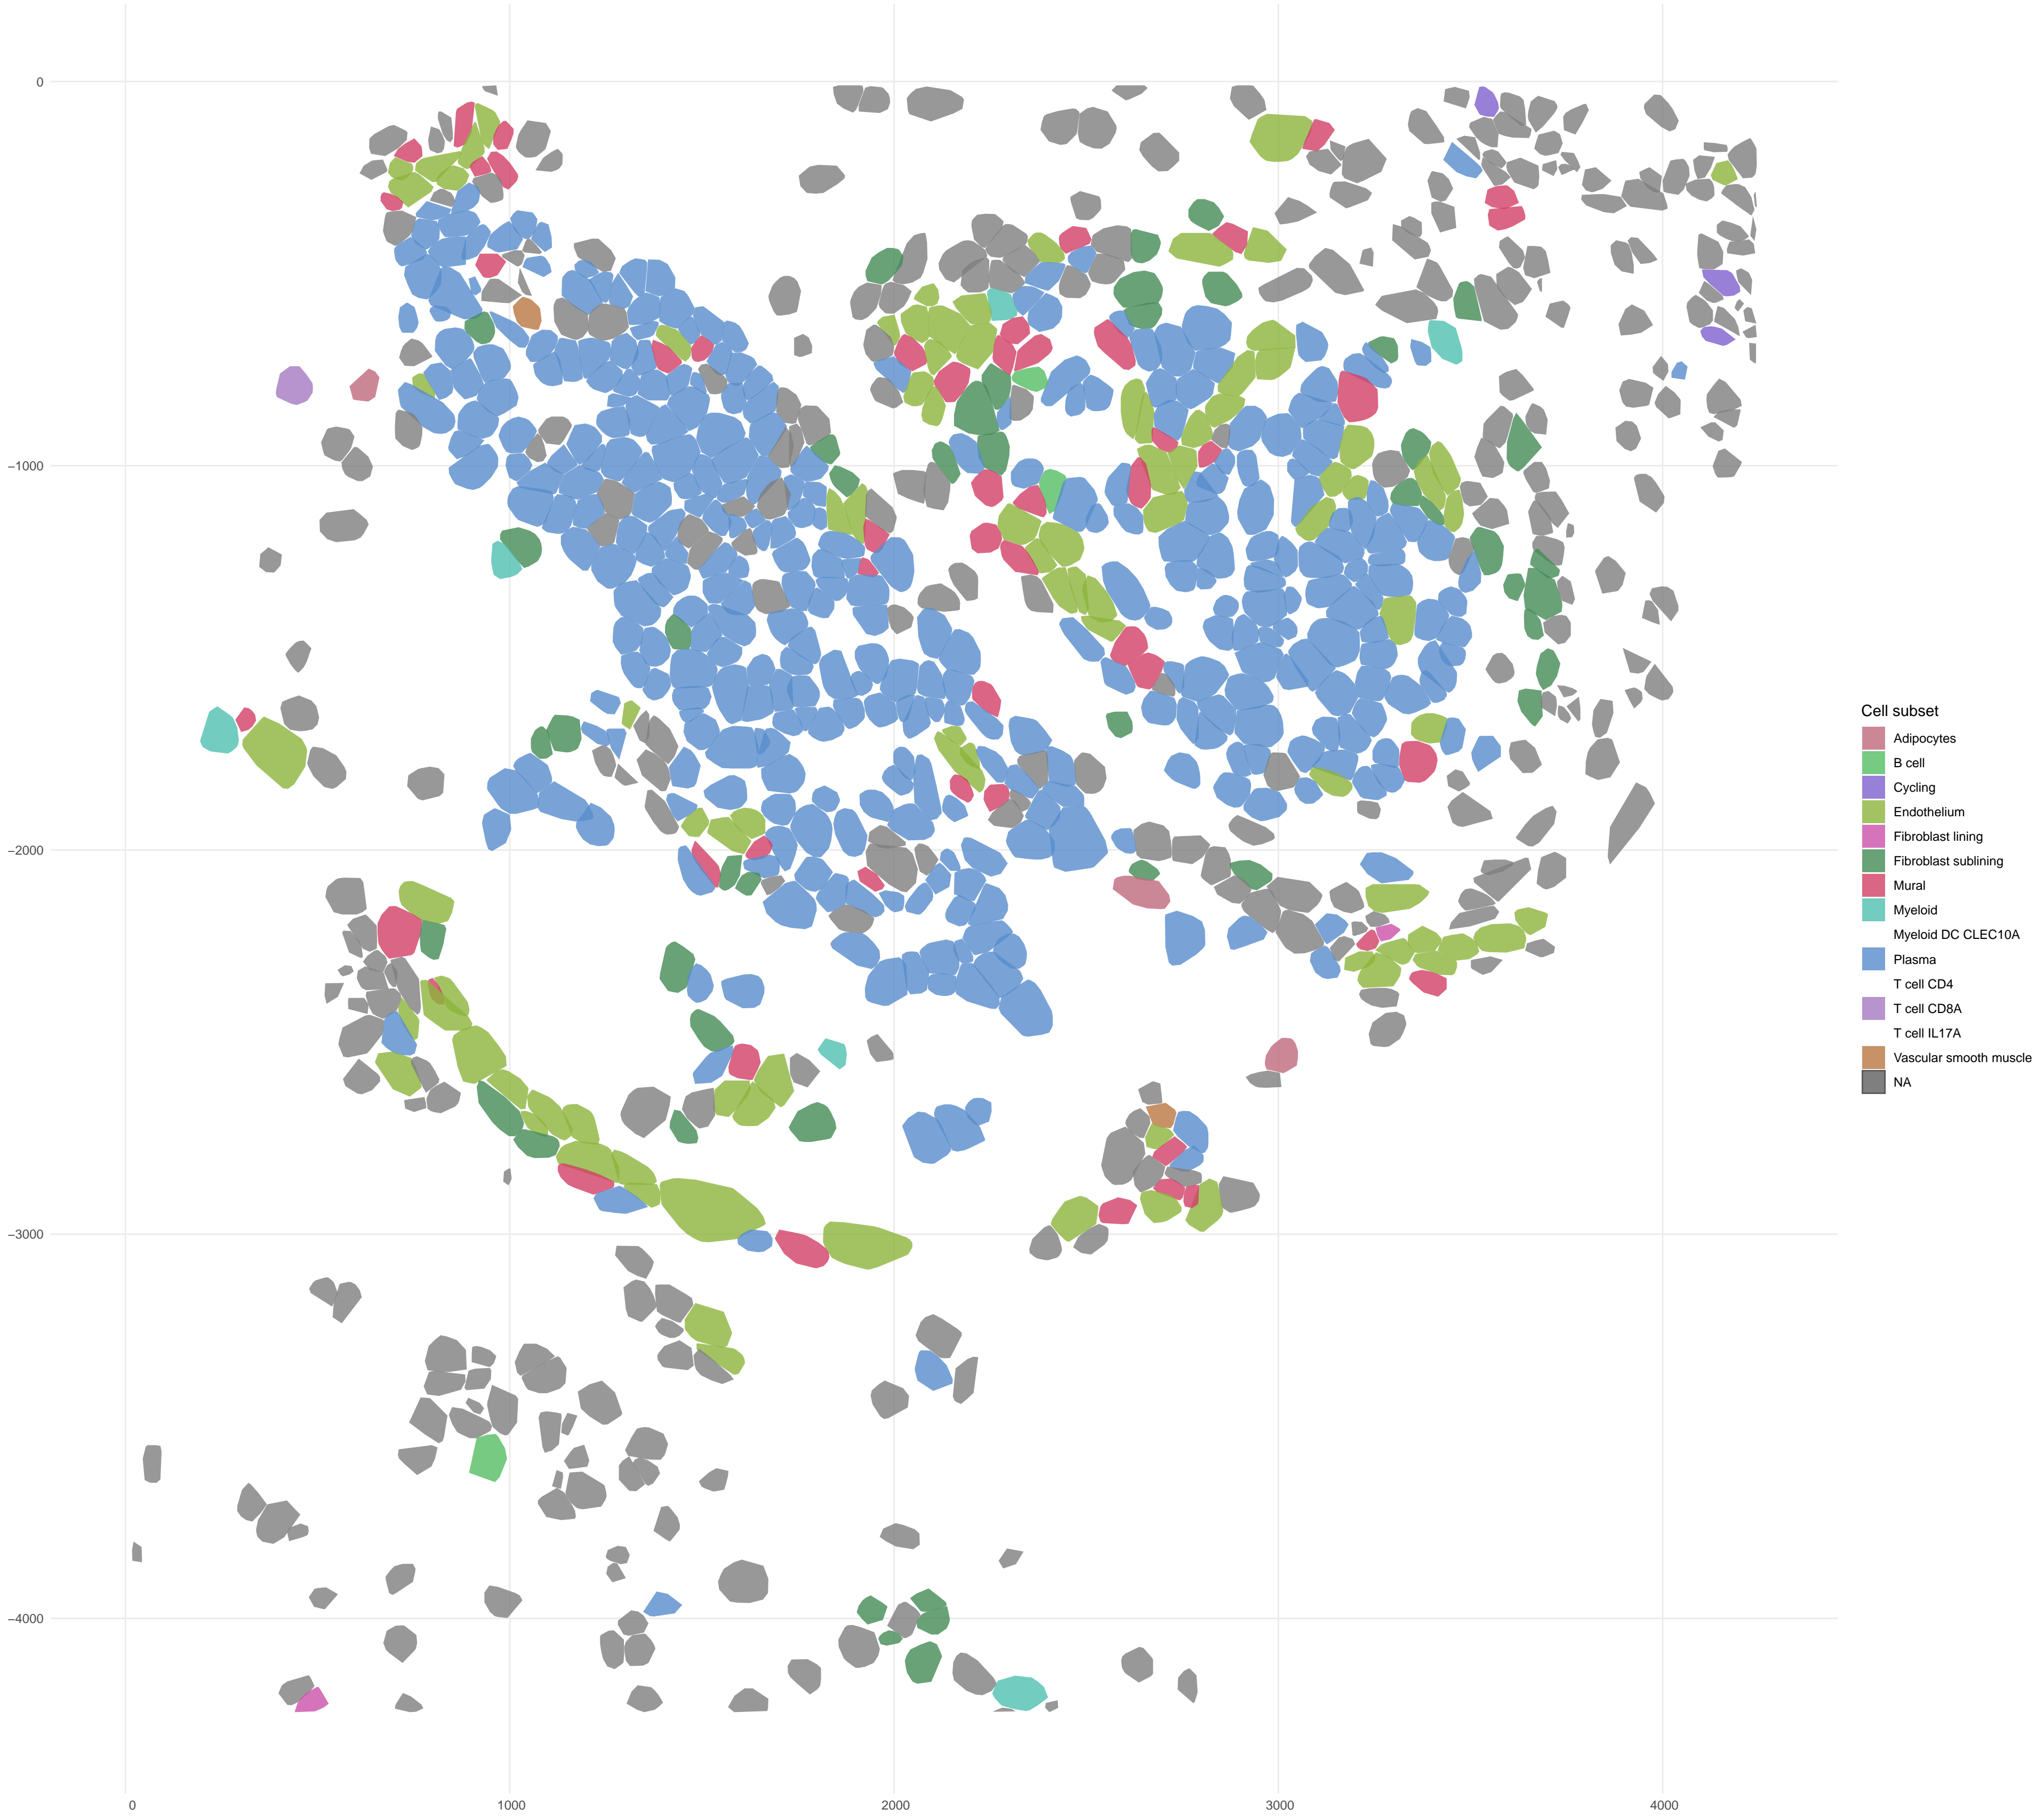 0
−1000
−2000
−3000
−4000
0
1000
2000
3000
4000
Cell subset
Adipocytes
B cell
Cycling
Endothelium
Fibroblast lining
Fibroblast sublining
Mural
Myeloid
Myeloid DC CLEC10A
Plasma
T cell CD4
T cell CD8A
T cell IL17A
Vascular smooth muscle
NA